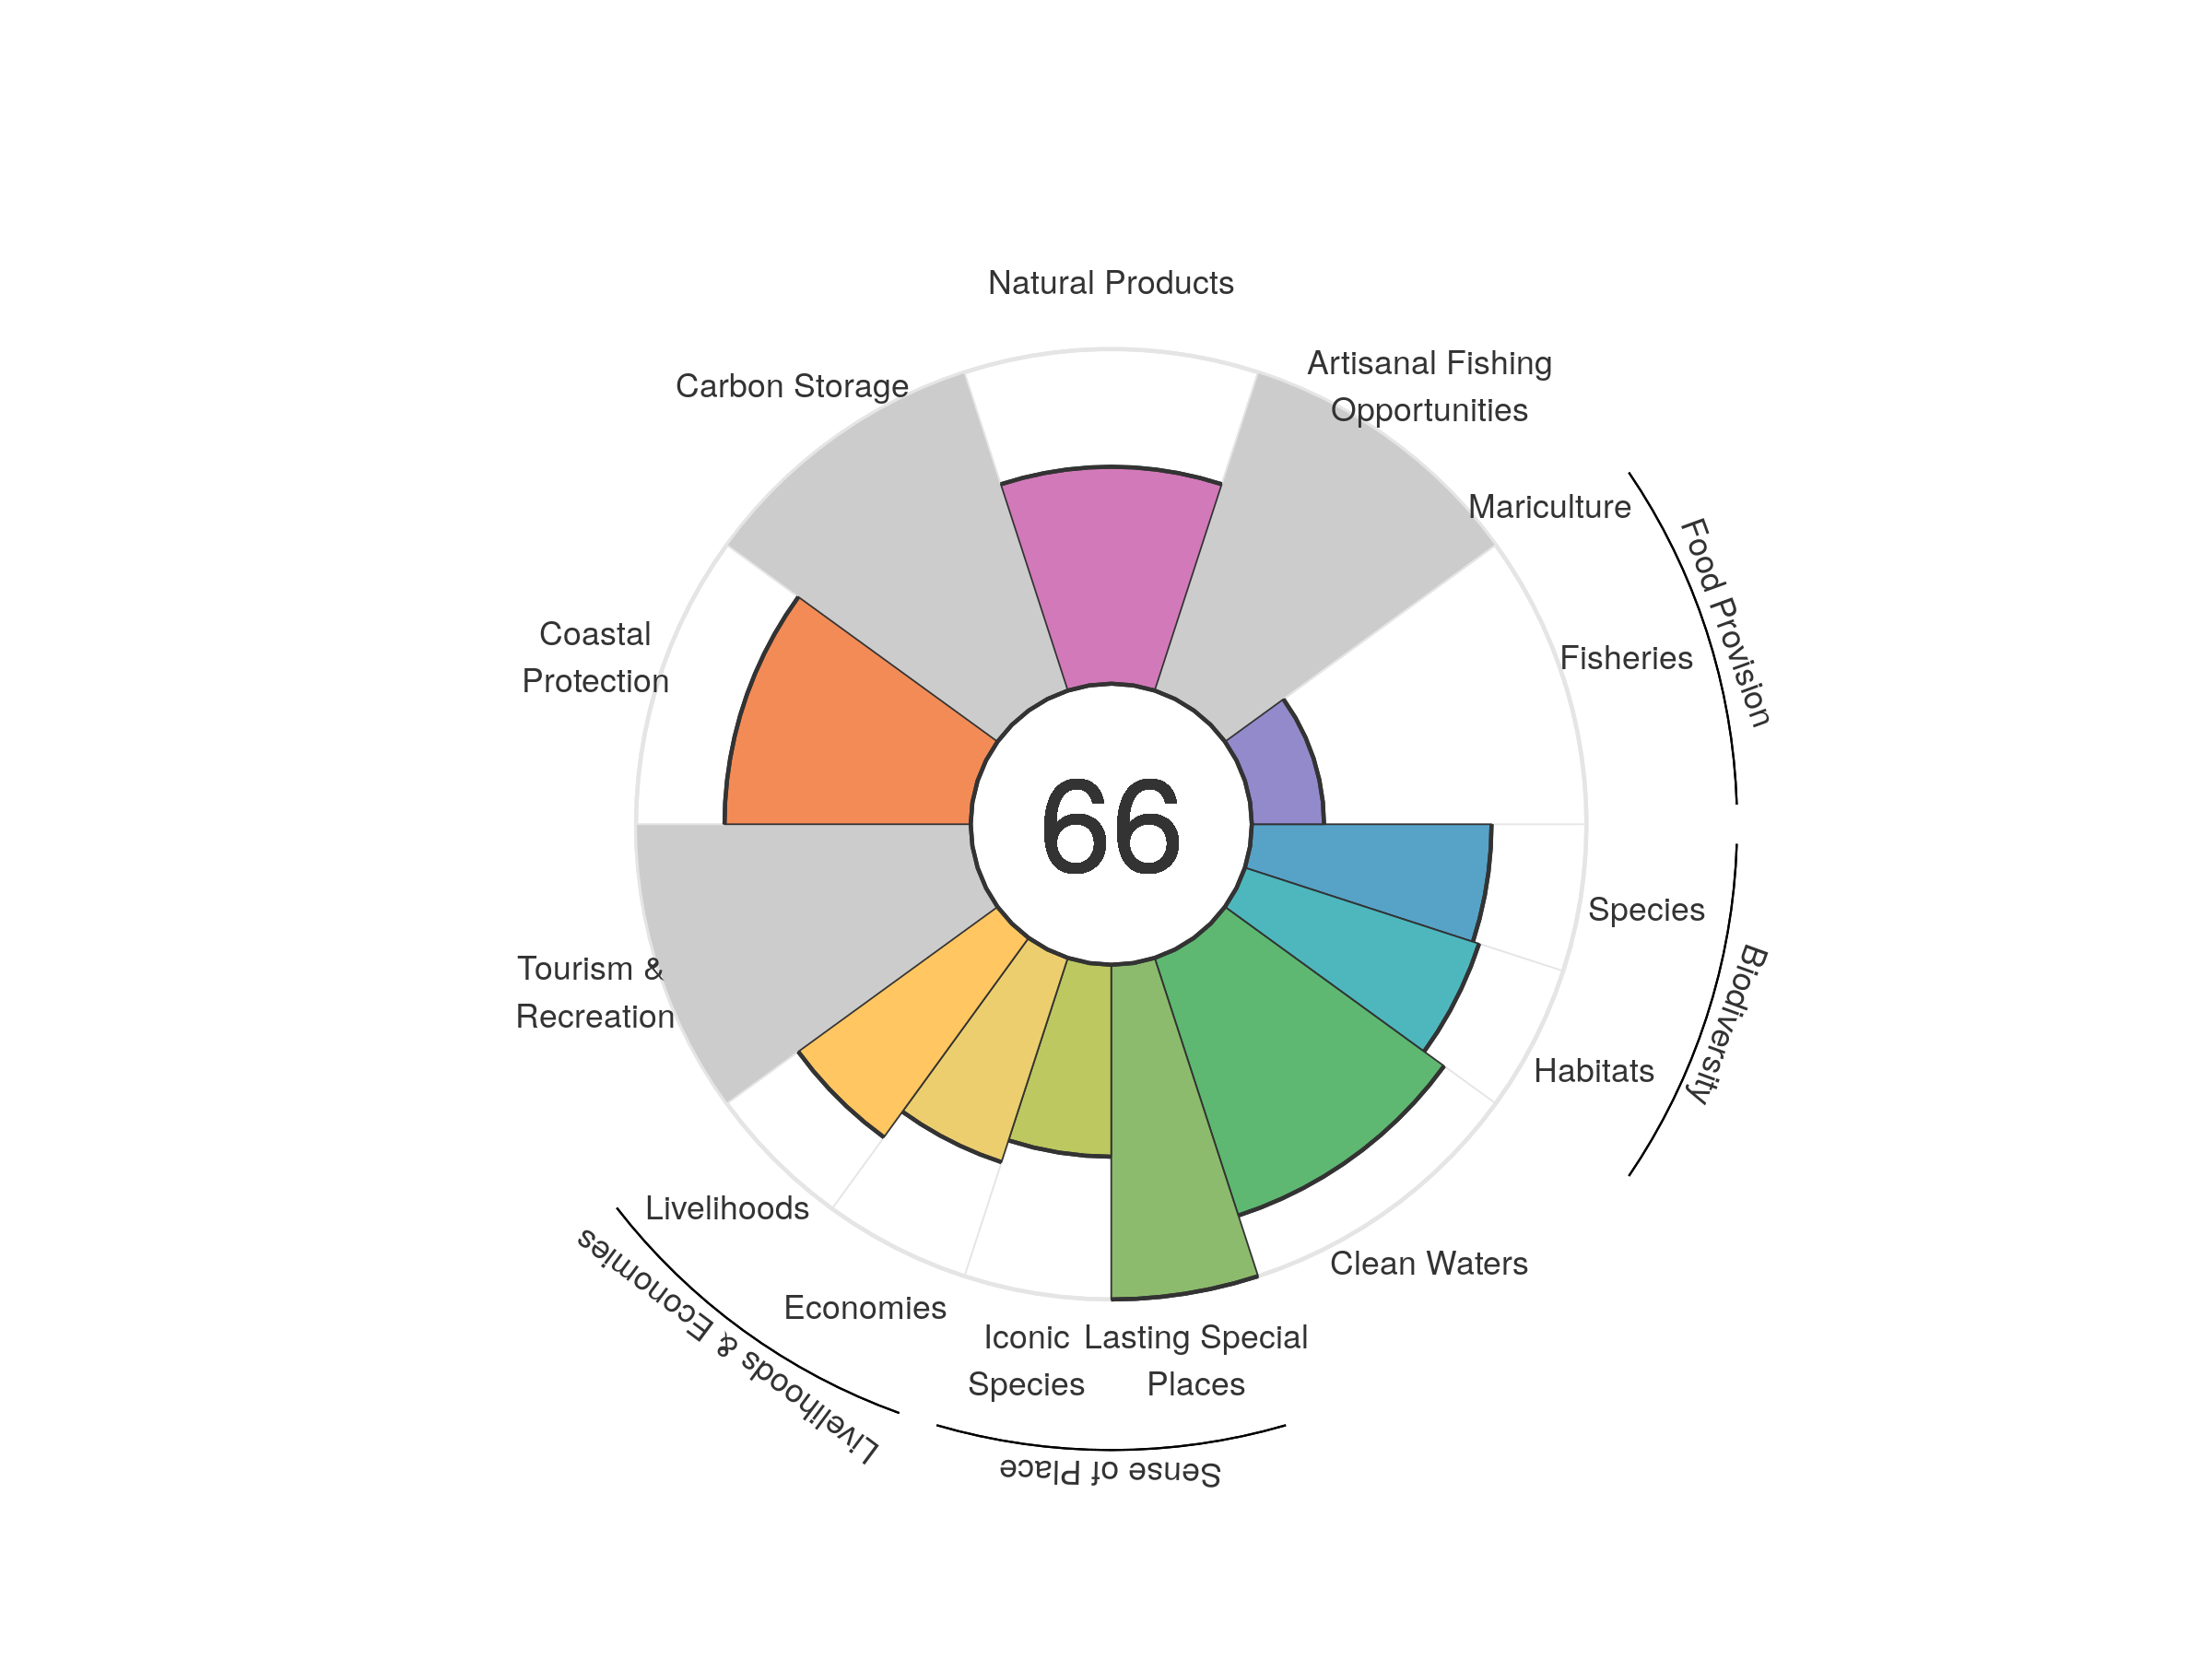 Natural Products
Artisanal Fishing
Opportunities
Carbon Storage
Mariculture
Food Provision
Fisheries
Coastal
Protection
66
Species
Biodiversity
Habitats
Tourism &
Recreation
Livelihoods
Livelihoods & Economies
Clean Waters
Economies
Iconic
Species
Lasting Special
Places
Sense of Place